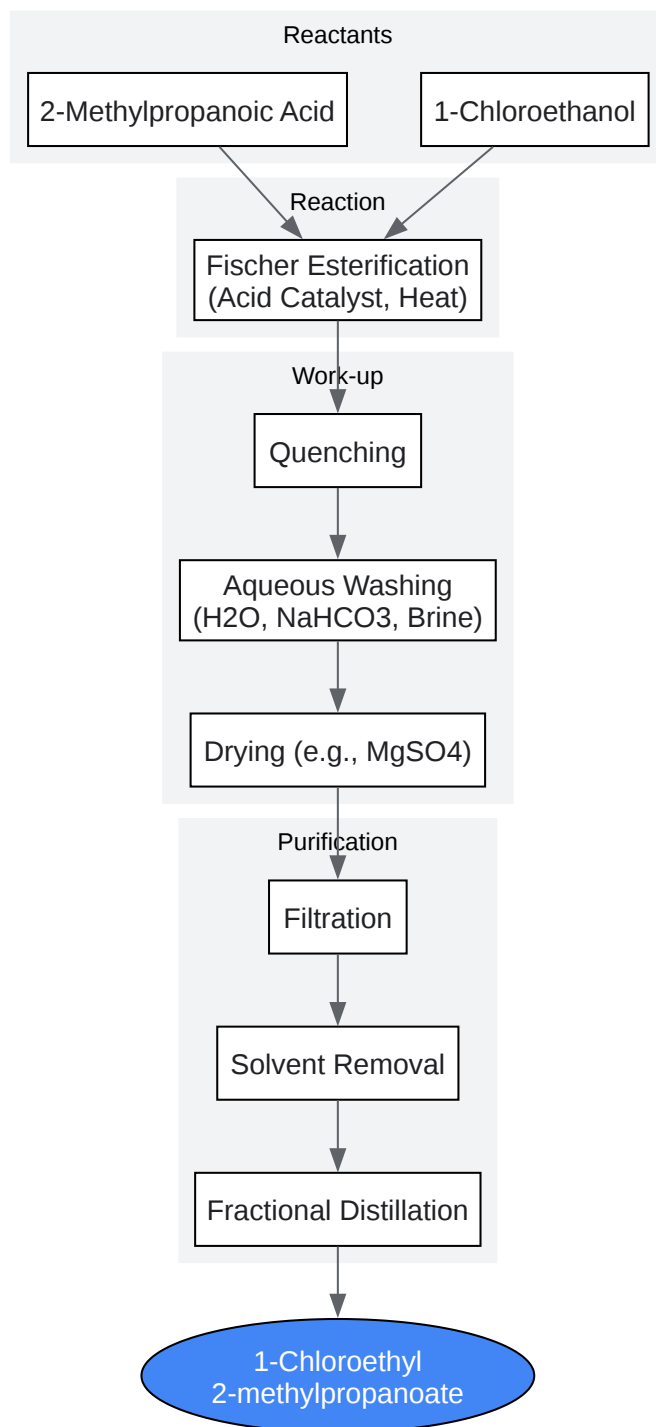 Reactants
2-Methylpropanoic Acid
1-Chloroethanol
Reaction
Fischer Esterification
(Acid Catalyst, Heat)
Work-up
Quenching
Aqueous Washing
(H2O, NaHCO3, Brine)
Drying (e.g., MgSO4)
Purification
Filtration
Solvent Removal
Fractional Distillation
1-Chloroethyl
2-methylpropanoate